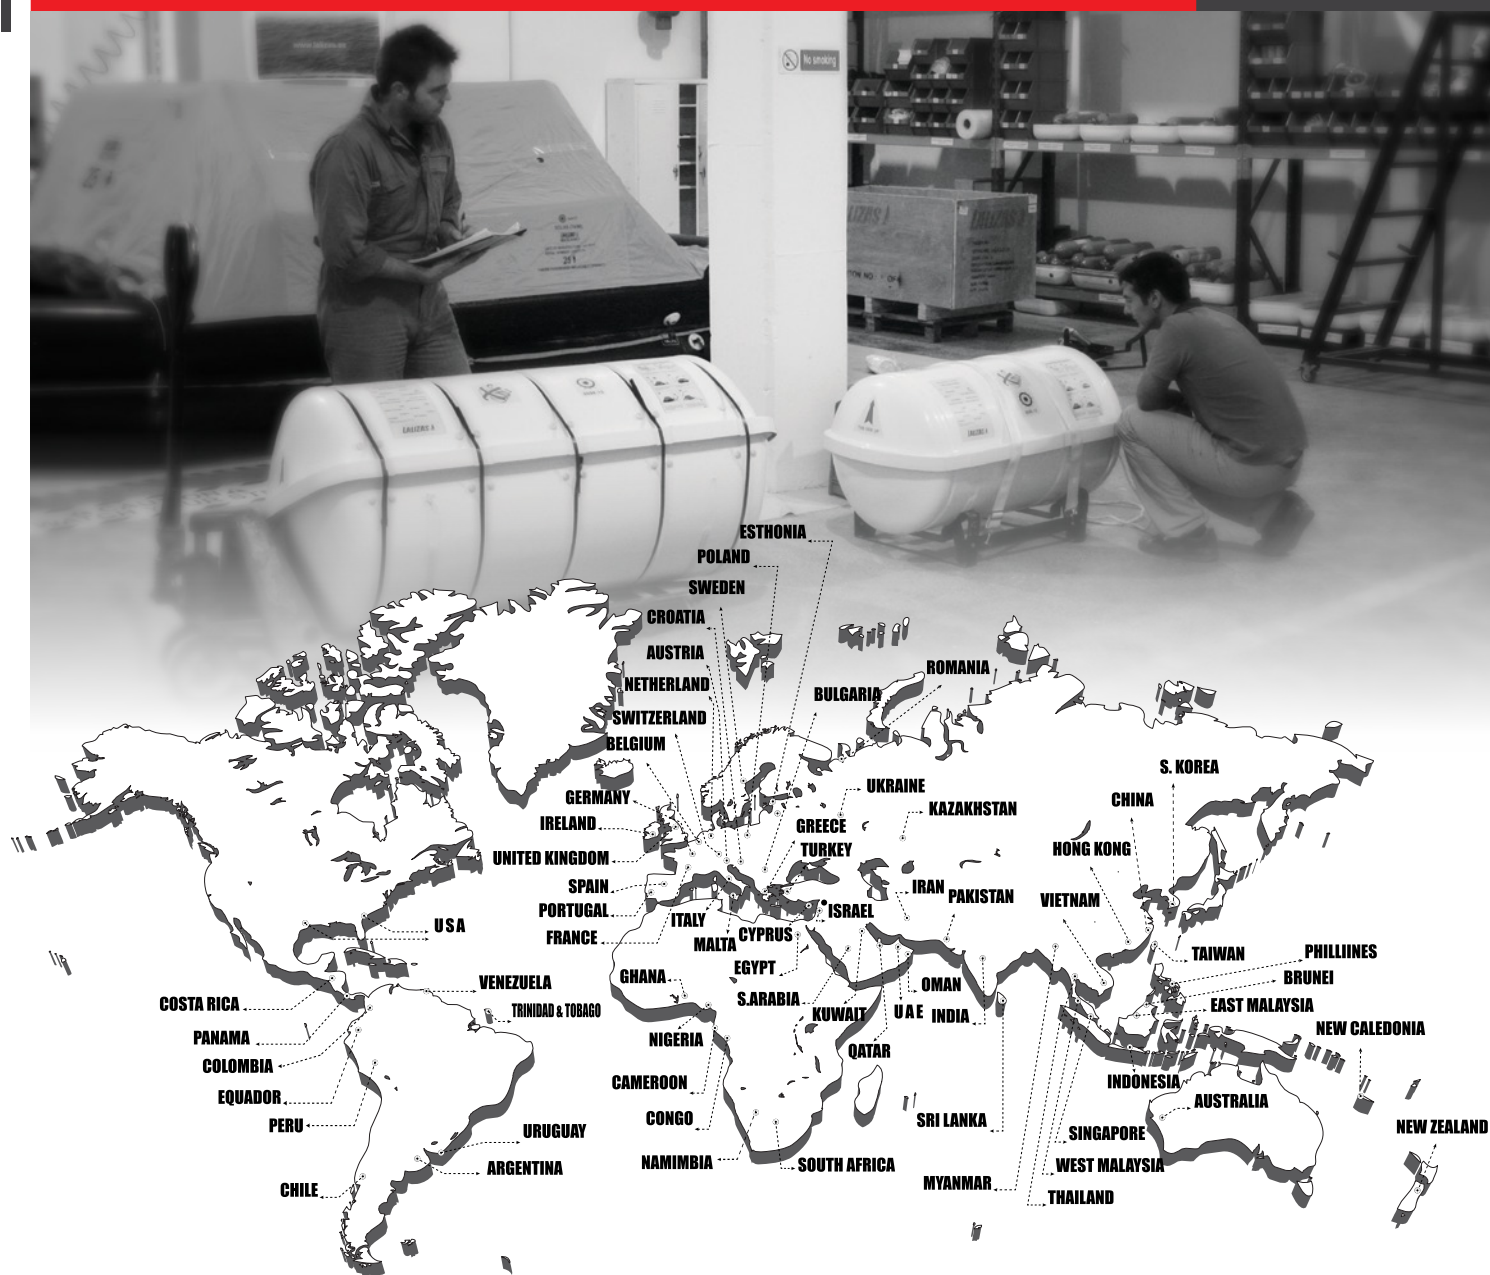 No smoking
LALIZAS
LALIZAS
LALIZAS
ESTHONIA
POLAND
SWEDEN
CROATIA
AUSTRIA
NETHERLAND
SWITZERLAND
BELGIUM
ROMANIA
BULGARIA
GERMANY
IRELAND
UNITED KINGDOM
SPAIN
PORTUGAL
FRANCE
ITALY
MALTA
CYPRUS
EGYPT
GREECE
TURKEY
ISRAEL
UKRAINE
KAZAKHSTAN
IRAN
PAKISTAN
S. KOREA
CHINA
HONG KONG
VIETNAM
TAIWAN
PHILLIINES
BRUNEI
EAST MALAYSIA
NEW CALEDONIA
USA
VENEZUELA
TRINIDAD & TOBAGO
COSTA RICA
PANAMA
COLOMBIA
EQUADOR
PERU
URUGUAY
ARGENTINA
CHILE
GHANA
NIGERIA
CAMEROON
CONGO
NAMIMBIA
SOUTH AFRICA
S.ARABIA
KUWAIT
UAE
OMAN
QATAR
INDIA
SRI LANKA
MYANMAR
THAILAND
WEST MALAYSIA
SINGAPORE
INDONESIA
AUSTRALIA
NEW ZEALAND